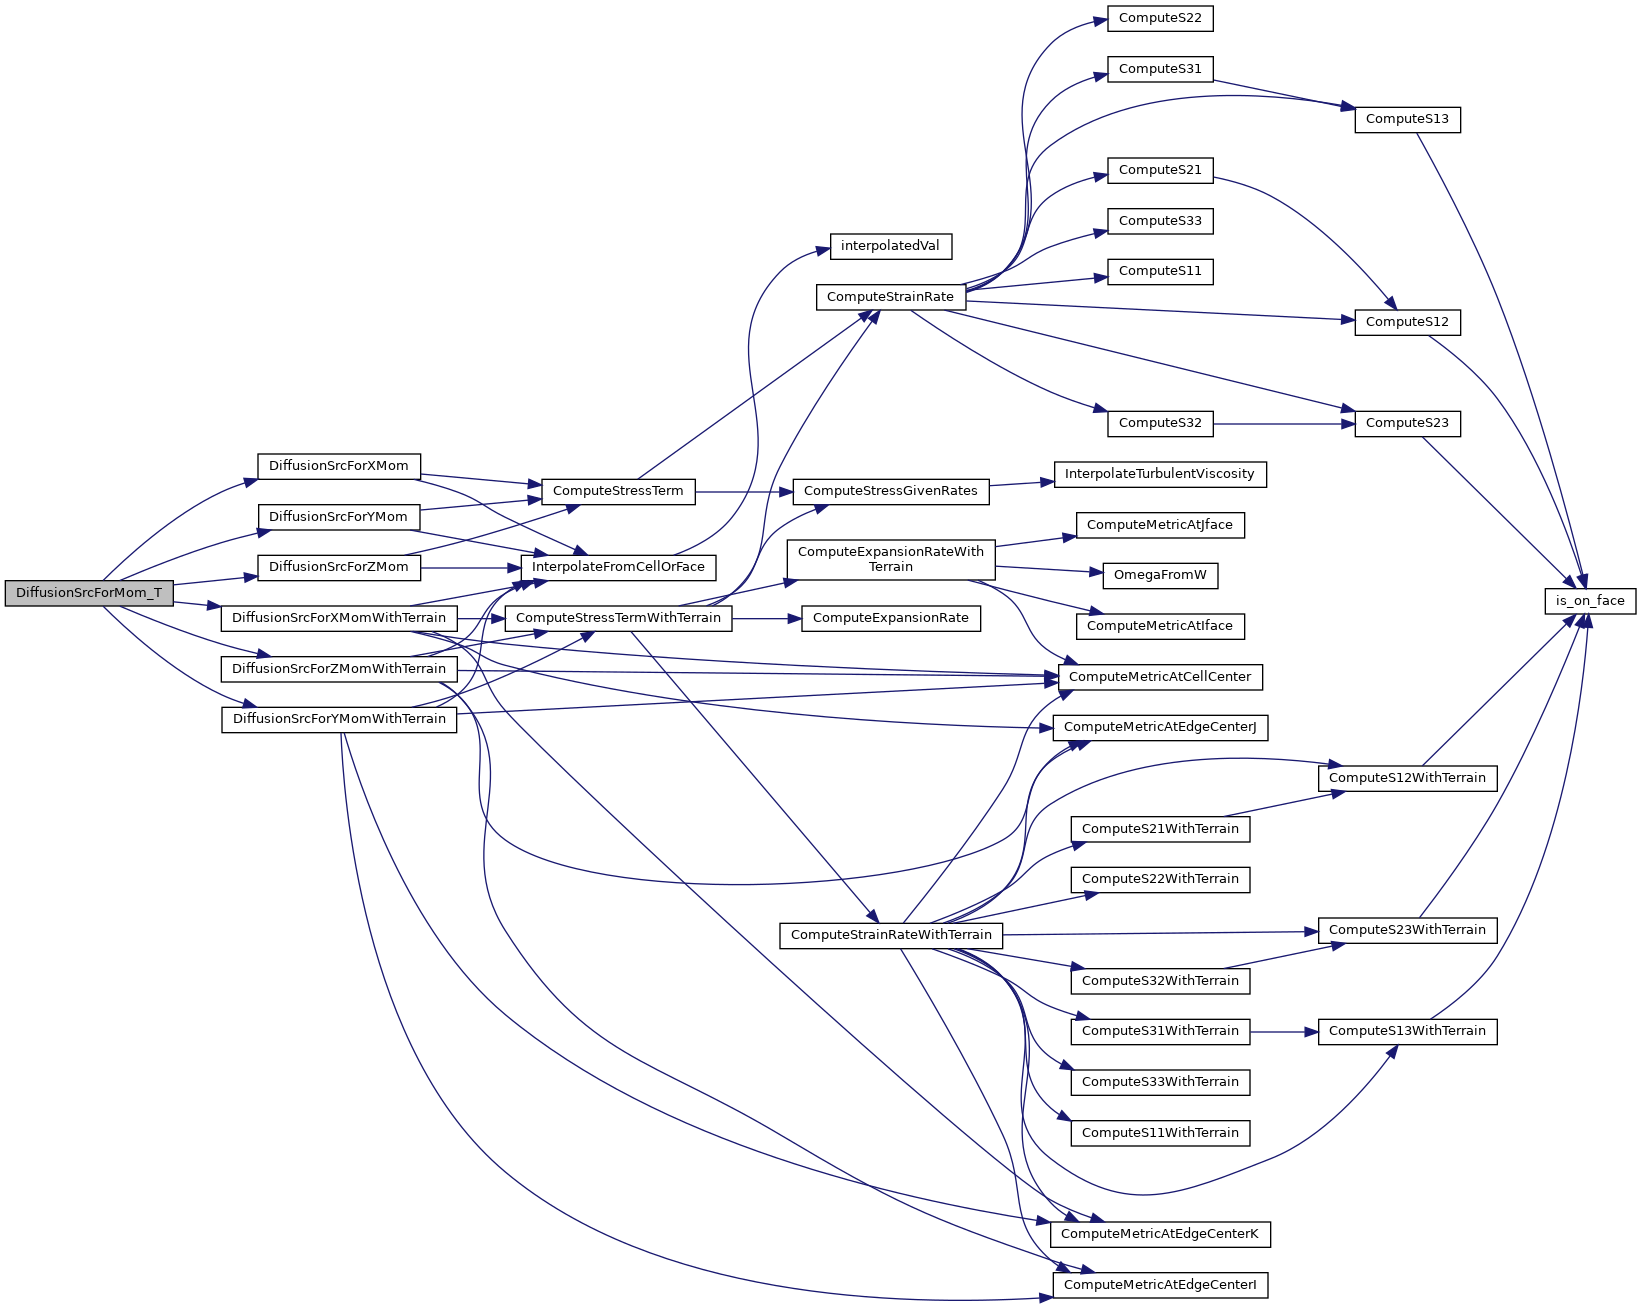 ComputeS22
ComputeS31
ComputeS13
ComputeS21
ComputeS33
interpolatedVal
ComputeS11
ComputeStrainRate
ComputeS12
ComputeS32
ComputeS23
DiffusionSrcForXMom
InterpolateTurbulentViscosity
ComputeStressTerm
ComputeStressGivenRates
DiffusionSrcForYMom
ComputeMetricAtJface
ComputeExpansionRateWith
Terrain
DiffusionSrcForZMom
InterpolateFromCellOrFace
OmegaFromW
DiffusionSrcForMom_T
is_on_face
DiffusionSrcForXMomWithTerrain
ComputeStressTermWithTerrain
ComputeExpansionRate
ComputeMetricAtIface
DiffusionSrcForZMomWithTerrain
ComputeMetricAtCellCenter
DiffusionSrcForYMomWithTerrain
ComputeMetricAtEdgeCenterJ
ComputeS12WithTerrain
ComputeS21WithTerrain
ComputeS22WithTerrain
ComputeStrainRateWithTerrain
ComputeS23WithTerrain
ComputeS32WithTerrain
ComputeS31WithTerrain
ComputeS13WithTerrain
ComputeS33WithTerrain
ComputeS11WithTerrain
ComputeMetricAtEdgeCenterK
ComputeMetricAtEdgeCenterI